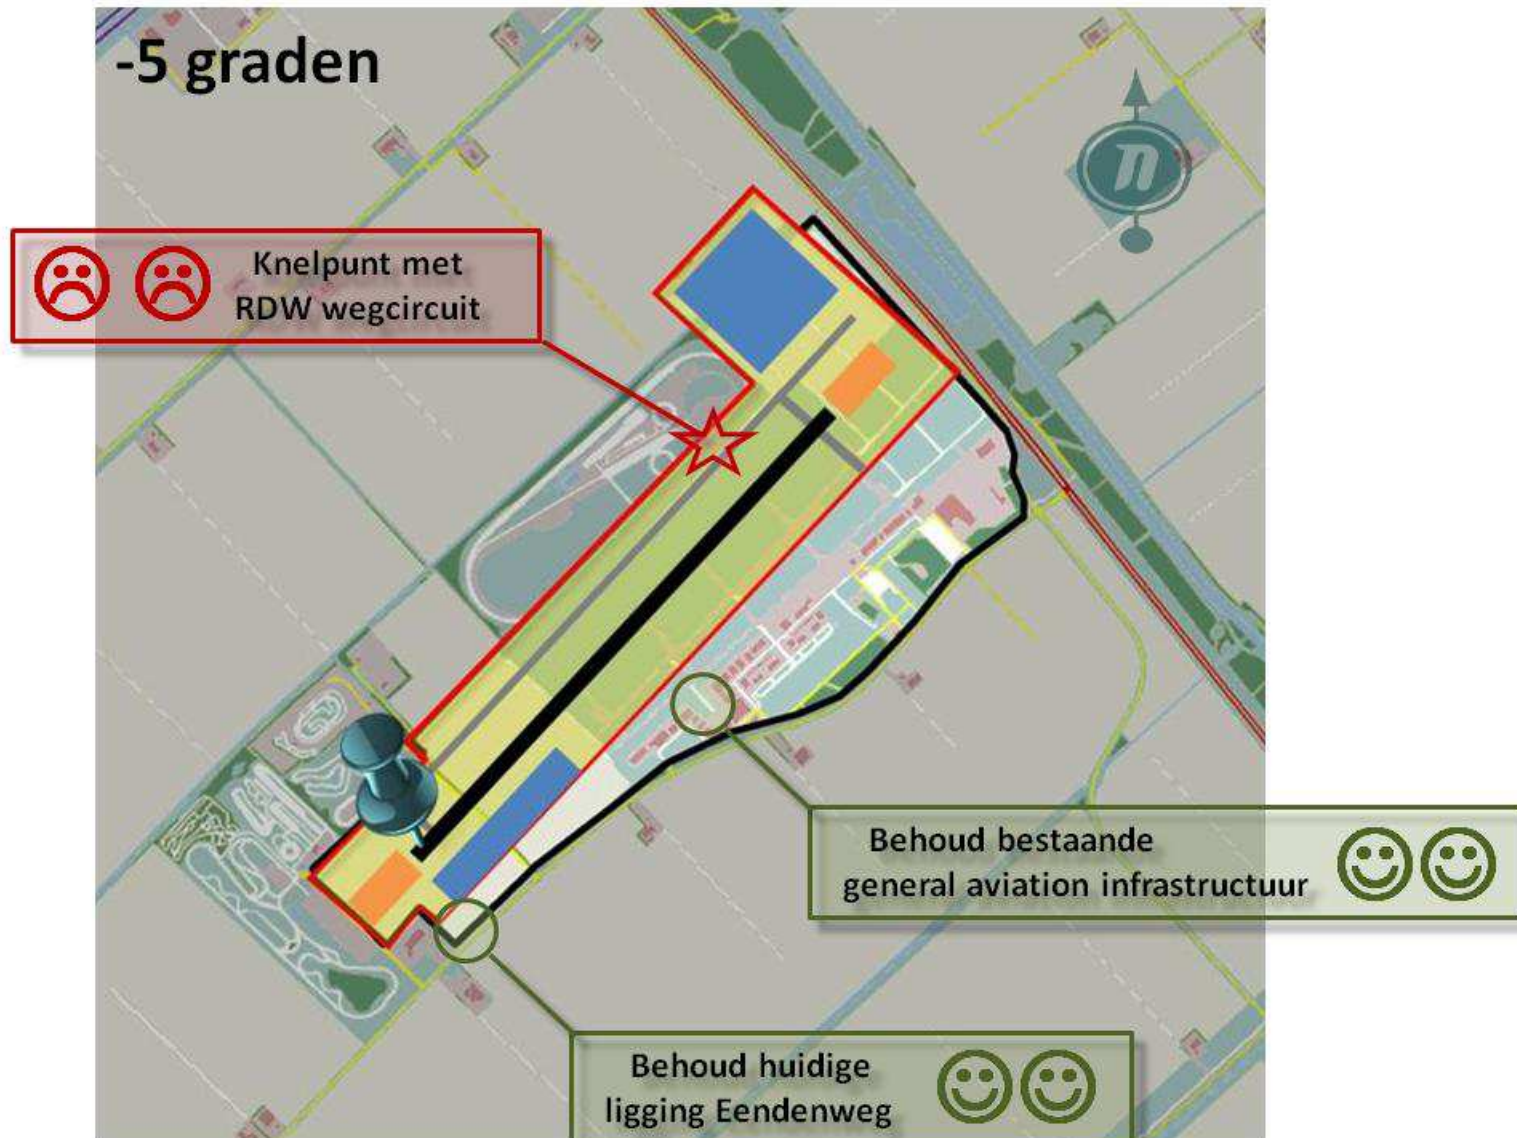 -5 graden
n
Knelpunt met
RDW wegcircuit
Behoud bestaande
general aviation infrastructuur
Behoud huidige
ligging Eendenweg